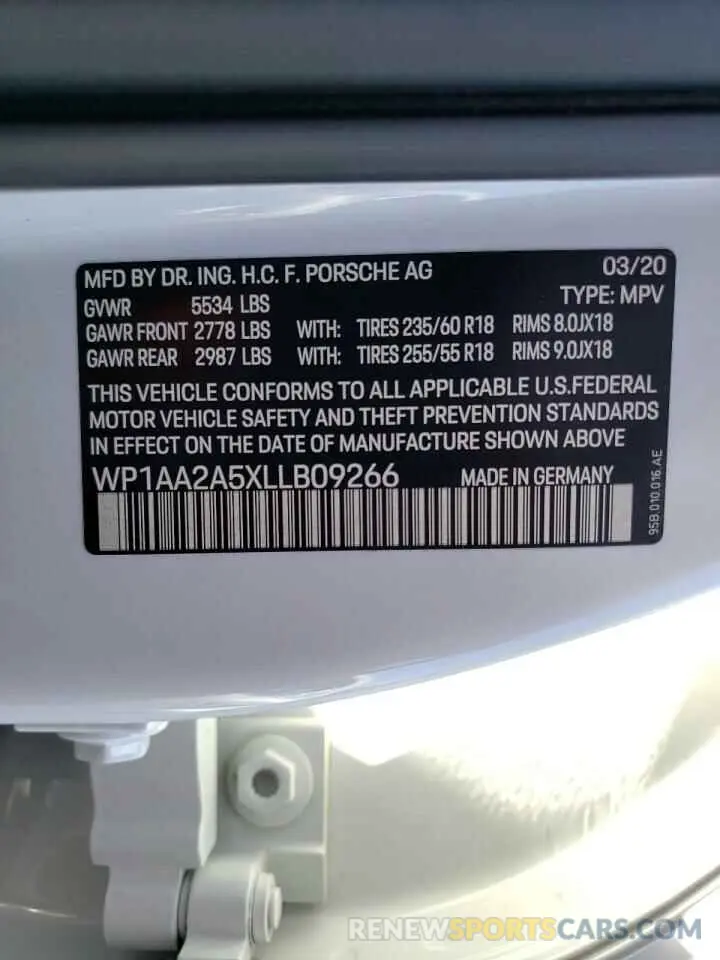 MFD BY DR. ING. H.C. F. PORSCHE AG 03/20
GVWR 5534 LBS TYPE: MPV
GAWR FRONT 2778 LBS WITH: TIRES 235/60 R18 RIMS 8.0JX18
GAWR REAR 2987 LBS WITH: TIRES 255/55 R18 RIMS 9.0JX18
THIS VEHICLE CONFORMS TO ALL APPLICABLE U.S.FEDERAL
MOTOR VEHICLE SAFETY AND THEFT PREVENTION STANDARDS
IN EFFECT ON THE DATE OF MANUFACTURE SHOWN ABOVE
WP1AA2A5XLLB09266 MADE IN GERMANY
95B.010.016.AE
RENEWSPORTSCARS.COM